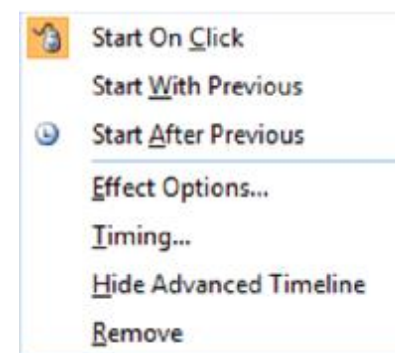 Start On Click
Start With Previous
Start After Previous
Effect Options...
Timing...
Hide Advanced Timeline
Remove